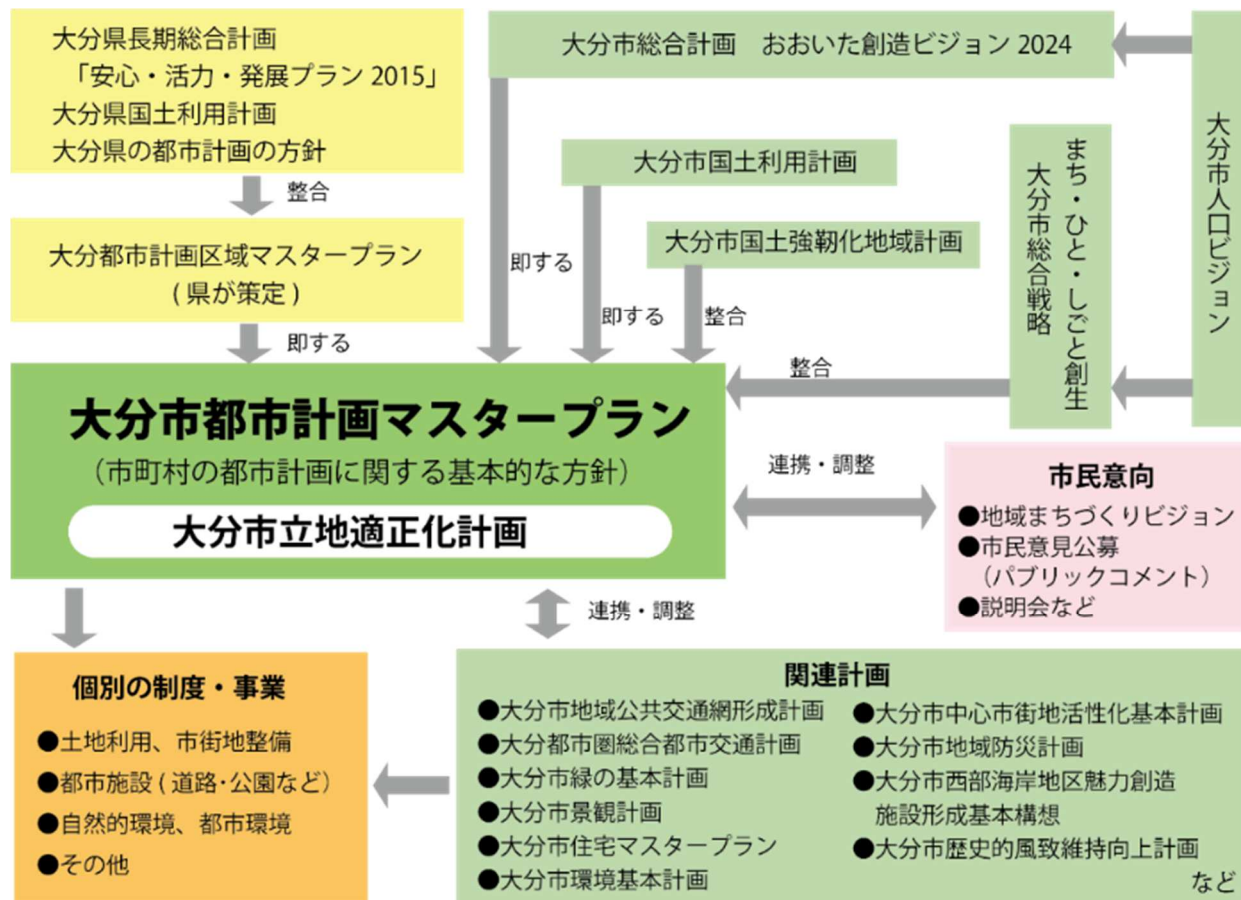 大分県長期総合計画
「安心・活力・発展プラン 2015」
大分県国土利用計画
大分県の都市計画の方針
整合
大分都市計画区域マスタープラン
( 県が策定 )
即する
大分市総合計画　おおいた創造ビジョン 2024
即する
大分市国土利用計画
即する
大分市国土強靭化地域計画
整合
まち・ひと・しごと創生
大分市総合戦略
整合
大分市人口ビジョン
大分市都市計画マスタープラン
（市町村の都市計画に関する基本的な方針）
大分市立地適正化計画
連携・調整
市民意向
●地域まちづくりビジョン
●市民意見公募
（パブリックコメント）
●説明会など
連携・調整
個別の制度・事業
●土地利用、市街地整備
●都市施設 ( 道路・公園など）
●自然的環境、都市環境
●その他
関連計画
●大分市地域公共交通網形成計画
●大分都市圏総合都市交通計画
●大分市緑の基本計画
●大分市景観計画
●大分市住宅マスタープラン
●大分市環境基本計画
●大分市中心市街地活性化基本計画
●大分市地域防災計画
●大分市西部海岸地区魅力創造
施設形成基本構想
●大分市歴史的風致維持向上計画
など